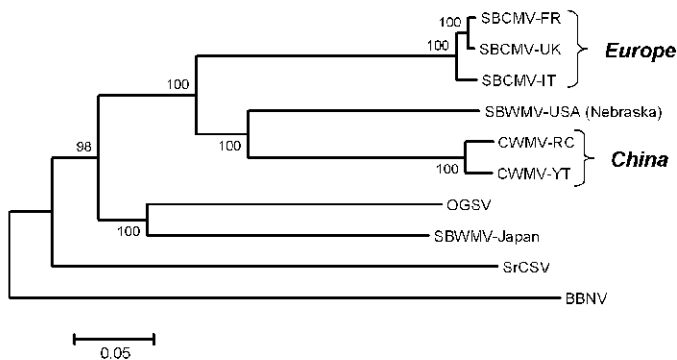 100
SBCMV-FR
100
SBCMV-UK
Europe
SBCMV-IT
100
SBWMV-USA (Nebraska)
100
CWMV-RC
98
China
100
CWMV-YT
OGSV
100
SBWMV-Japan
SrCSV
BBNV
0.05